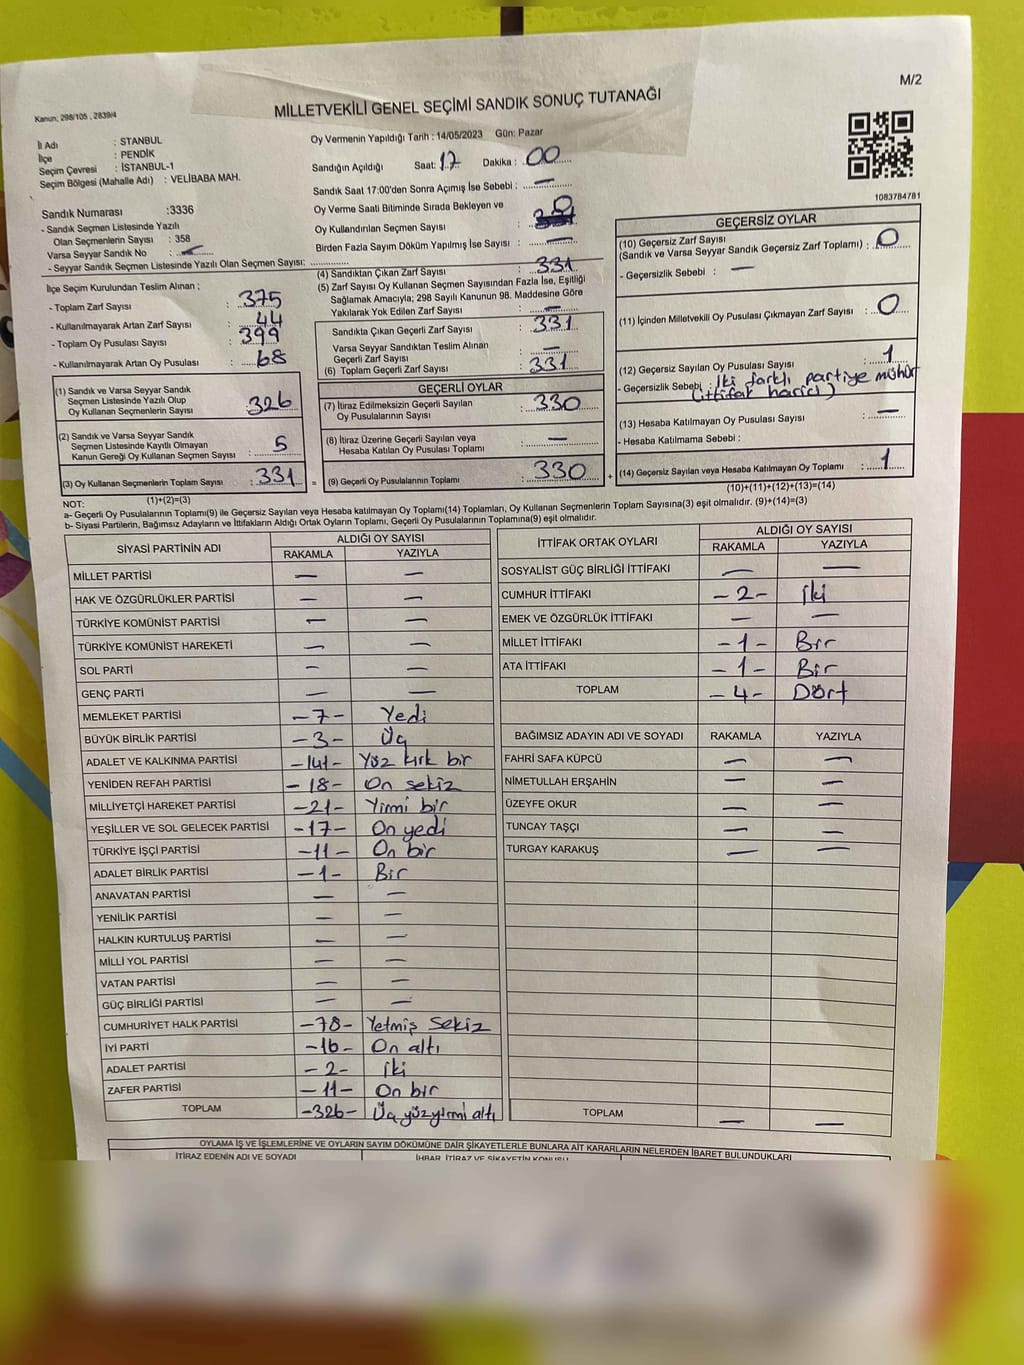 M/2
Kanun; 298/105 , 2839/4
MİLLETVEKİLİ GENEL SEÇİMİ SANDIK SONUÇ TUTANAĞI
İl Adı : STANBUL
İlçe : PENDİK
Seçim Çevresi : İSTANBUL-1
Seçim Bölgesi (Mahalle Adı) : VELİBABA MAH.
Oy Vermenin Yapıldığı Tarih : 14/05/2023 Gün: Pazar
Sandığın Açıldığı Saat: 17 Dakika : 00
Sandık Saat 17:00'den Sonra Açımış İse Sebebi : —
Oy Verme Saati Bitiminde Sırada Bekleyen ve
Oy Kullandırılan Seçmen Sayısı : 0
Birden Fazla Sayım Döküm Yapılmış İse Sayısı : —
1083784781
Sandık Numarası :3336
- Sandık Seçmen Listesinde Yazılı
Olan Seçmenlerin Sayısı : 358
Varsa Seyyar Sandık No : —
- Seyyar Sandık Seçmen Listesinde Yazılı Olan Seçmen Sayısı:
İlçe Seçim Kurulundan Teslim Alınan ;
- Toplam Zarf Sayısı : 375
- Kullanılmayarak Artan Zarf Sayısı : 44
- Toplam Oy Pusulası Sayısı : 399
- Kullanılmayarak Artan Oy Pusulası : 68
(1) Sandık ve Varsa Seyyar Sandık
Seçmen Listesinde Yazılı Olup
Oy Kullanan Seçmenlerin Sayısı 326
(2) Sandık ve Varsa Seyyar Sandık
Seçmen Listesinde Kayıtlı Olmayan
Kanun Gereği Oy Kullanan Seçmen Sayısı : 5
(3) Oy Kullanan Seçmenlerin Toplam Sayısı : 331 =
(1)+(2)=(3)
(4) Sandıktan Çıkan Zarf Sayısı : 331
(5) Zarf Sayısı Oy Kullanan Seçmen Sayısından Fazla İse, Eşitliği
Sağlamak Amacıyla; 298 Sayılı Kanunun 98. Maddesine Göre
Yakılarak Yok Edilen Zarf Sayısı : —
Sandıkta Çıkan Geçerli Zarf Sayısı : 331
Varsa Seyyar Sandıktan Teslim Alınan
Geçerli Zarf Sayısı : —
(6) Toplam Geçerli Zarf Sayısı : 331
GEÇERLİ OYLAR
(7) İtiraz Edilmeksizin Geçerli Sayılan
Oy Pusulalarının Sayısı : 330
(8) İtiraz Üzerine Geçerli Sayılan veya
Hesaba Katılan Oy Pusulası Toplamı : —
(9) Geçerli Oy Pusulalarının Toplamı : 330 +
GEÇERSİZ OYLAR
(10) Geçersiz Zarf Sayısı
(Sandık ve Varsa Seyyar Sandık Geçersiz Zarf Toplamı) : 0
- Geçersizlik Sebebi : —
(11) İçinden Milletvekili Oy Pusulası Çıkmayan Zarf Sayısı : 0
(12) Geçersiz Sayılan Oy Pusulası Sayısı : 1
- Geçersizlik Sebebi : İki farklı partiye mühür
(ittifak harici)
(13) Hesaba Katılmayan Oy Pusulası Sayısı : —
- Hesaba Katılmama Sebebi :
(14) Geçersiz Sayılan veya Hesaba Katılmayan Oy Toplamı : 1
(10)+(11)+(12)+(13)=(14)
NOT:
a- Geçerli Oy Pusulalarının Toplamı(9) ile Geçersiz Sayılan veya Hesaba katılmayan Oy Toplamı(14) Toplamları, Oy Kullanan Seçmenlerin Toplam Sayısına(3) eşit olmalıdır. (9)+(14)=(3)
b- Siyasi Partilerin, Bağımsız Adayların ve İttifakların Aldığı Ortak Oyların Toplamı, Geçerli Oy Pusulalarının Toplamına(9) eşit olmalıdır.
SİYASİ PARTİNİN ADI ALDIĞI OY SAYISI
RAKAMLA YAZIYLA
MİLLET PARTİSİ — —
HAK VE ÖZGÜRLÜKLER PARTİSİ — —
TÜRKİYE KOMÜNİST PARTİSİ — —
TÜRKİYE KOMÜNİST HAREKETİ — —
SOL PARTİ — —
GENÇ PARTİ — —
MEMLEKET PARTİSİ -7- Yedi
BÜYÜK BİRLİK PARTİSİ -3- Üç
ADALET VE KALKINMA PARTİSİ -141- Yüz kırk bir
YENİDEN REFAH PARTİSİ -18- On sekiz
MİLLİYETÇİ HAREKET PARTİSİ -21- Yirmi bir
YEŞİLLER VE SOL GELECEK PARTİSİ -17- On yedi
TÜRKİYE İŞÇİ PARTİSİ -11- On bir
ADALET BİRLİK PARTİSİ -1- Bir
ANAVATAN PARTİSİ — —
YENİLİK PARTİSİ — —
HALKIN KURTULUŞ PARTİSİ — —
MİLLİ YOL PARTİSİ — —
VATAN PARTİSİ — —
GÜÇ BİRLİĞİ PARTİSİ — —
CUMHURİYET HALK PARTİSİ -78- Yetmiş Sekiz
İYİ PARTİ -16- On altı
ADALET PARTİSİ -2- İki
ZAFER PARTİSİ -11- On bir
TOPLAM -326- Üç yüz yirmi altı
İTTİFAK ORTAK OYLARI ALDIĞI OY SAYISI
RAKAMLA YAZIYLA
SOSYALİST GÜÇ BİRLİĞİ İTTİFAKI — —
CUMHUR İTTİFAKI -2- İki
EMEK VE ÖZGÜRLÜK İTTİFAKI — —
MİLLET İTTİFAKI -1- Bir
ATA İTTİFAKI -1- Bir
TOPLAM -4- Dört
BAĞIMSIZ ADAYIN ADI VE SOYADI RAKAMLA YAZIYLA
FAHRİ SAFA KÜPCÜ — —
NİMETULLAH ERŞAHİN — —
ÜZEYFE OKUR — —
TUNCAY TAŞÇI — —
TURGAY KARAKUŞ — —
TOPLAM — —
OYLAMA İŞ VE İŞLEMLERİNE VE OYLARIN SAYIM DÖKÜMÜNE DAİR ŞİKAYETLERLE BUNLARA AİT KARARLARIN NELERDEN İBARET BULUNDUKLARI
İTİRAZ EDENİN ADI VE SOYADI İHBAR, İTİRAZ VE ŞİKAYETİN KONUSU